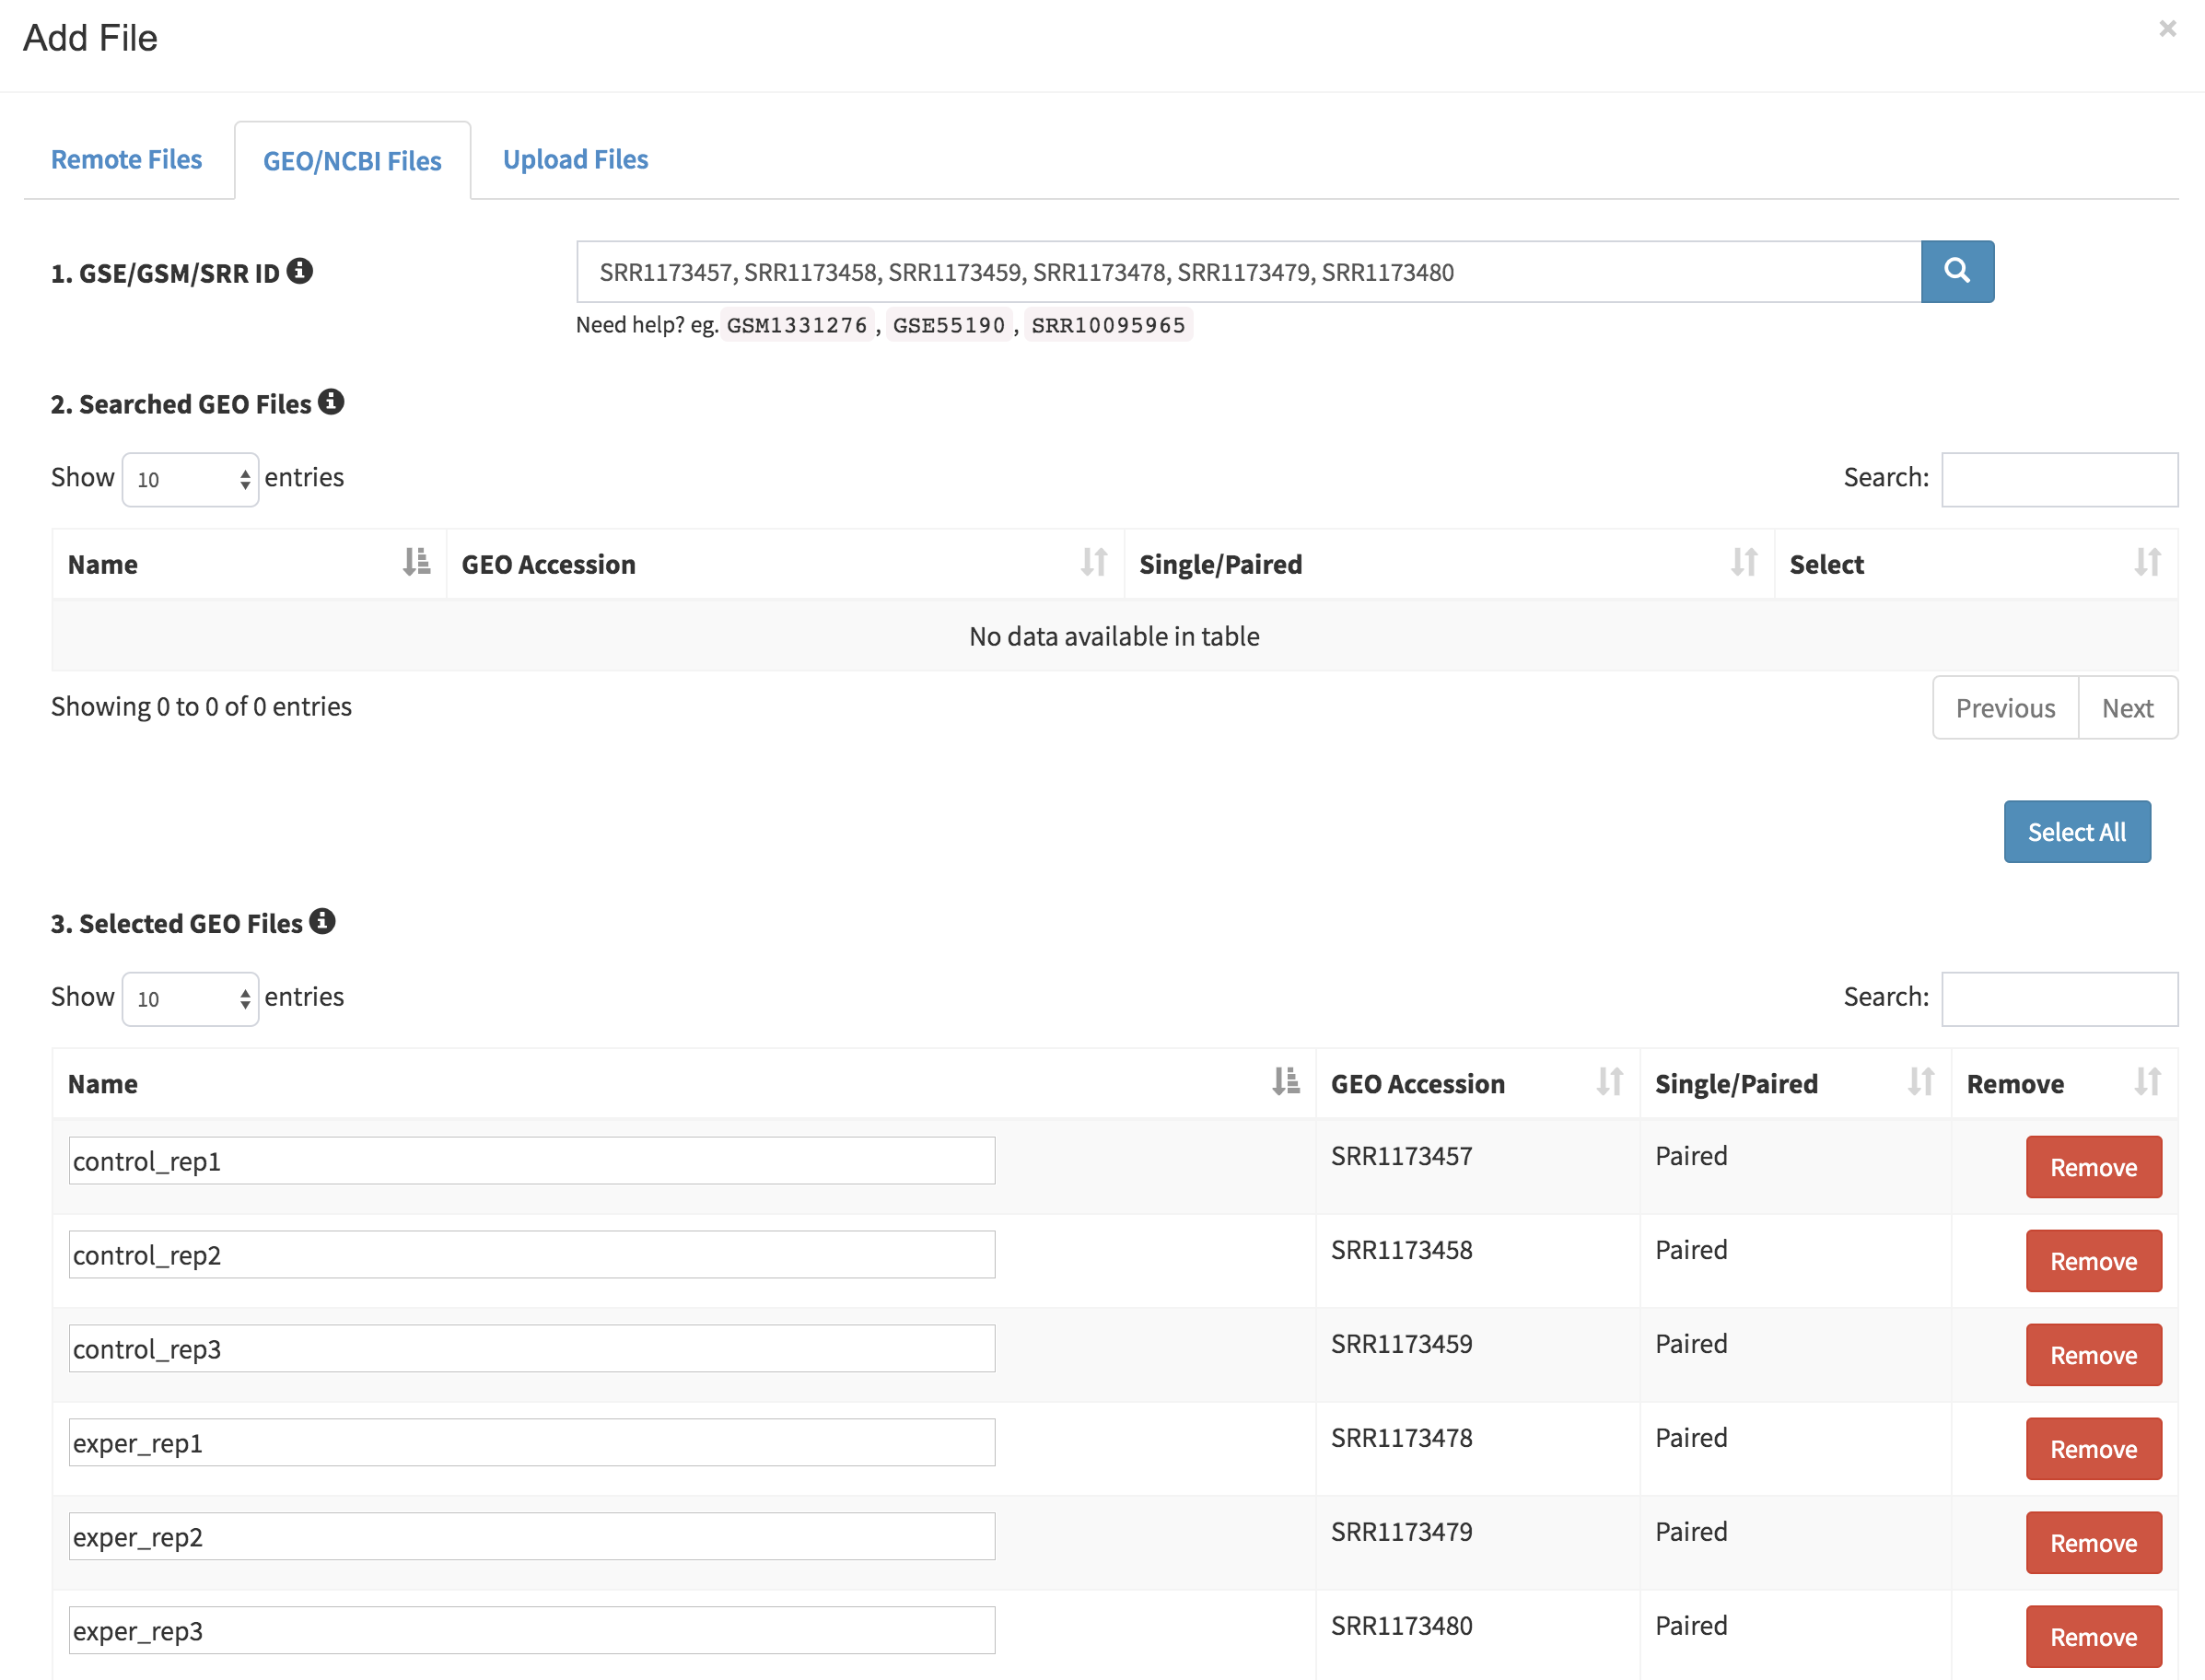 Add File ×
Remote Files GEO/NCBI Files Upload Files
1. GSE/GSM/SRR ID
SRR1173457, SRR1173458, SRR1173459, SRR1173478, SRR1173479, SRR1173480
Need help? eg. GSM1331276 , GSE55190 , SRR10095965
2. Searched GEO Files
Show 10 entries Search:
Name GEO Accession Single/Paired Select
No data available in table
Showing 0 to 0 of 0 entries Previous Next
Select All
3. Selected GEO Files
Show 10 entries Search:
Name GEO Accession Single/Paired Remove
control_rep1 SRR1173457 Paired Remove
control_rep2 SRR1173458 Paired Remove
control_rep3 SRR1173459 Paired Remove
exper_rep1 SRR1173478 Paired Remove
exper_rep2 SRR1173479 Paired Remove
exper_rep3 SRR1173480 Paired Remove